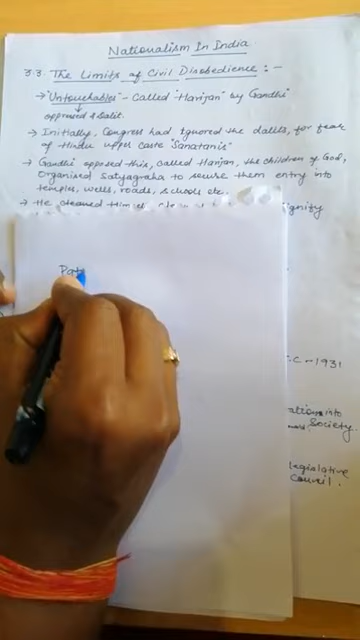 Nationalism In India
3.3. The Limits of Civil Disobedience : -
→ "Untouchables" - Called "Harijan" by Gandhi
oppressed & Dalit.
→ Initially, Congress had ignored the dalits, for fear
of Hindu upper caste "Sanatanis"
→ Gandhi opposed this, called Harijan, the children of God,
Organised Satyagraha to secure them entry into
temples, wells, roads, schools etc.
→ He cleaned
dignity
Pat
C - 1931
into
Society.
legislative
Council.